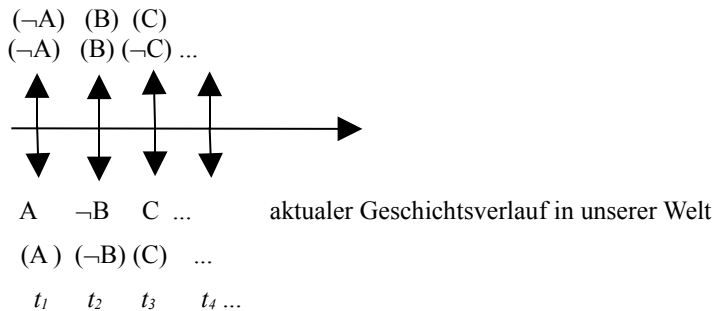 (¬A) (B) (C)
(¬A) (B) (¬C) ...
A ¬B C ... aktualer Geschichtsverlauf in unserer Welt
(A ) (¬B) (C) ...
t₁ t₂ t₃ t₄ ...